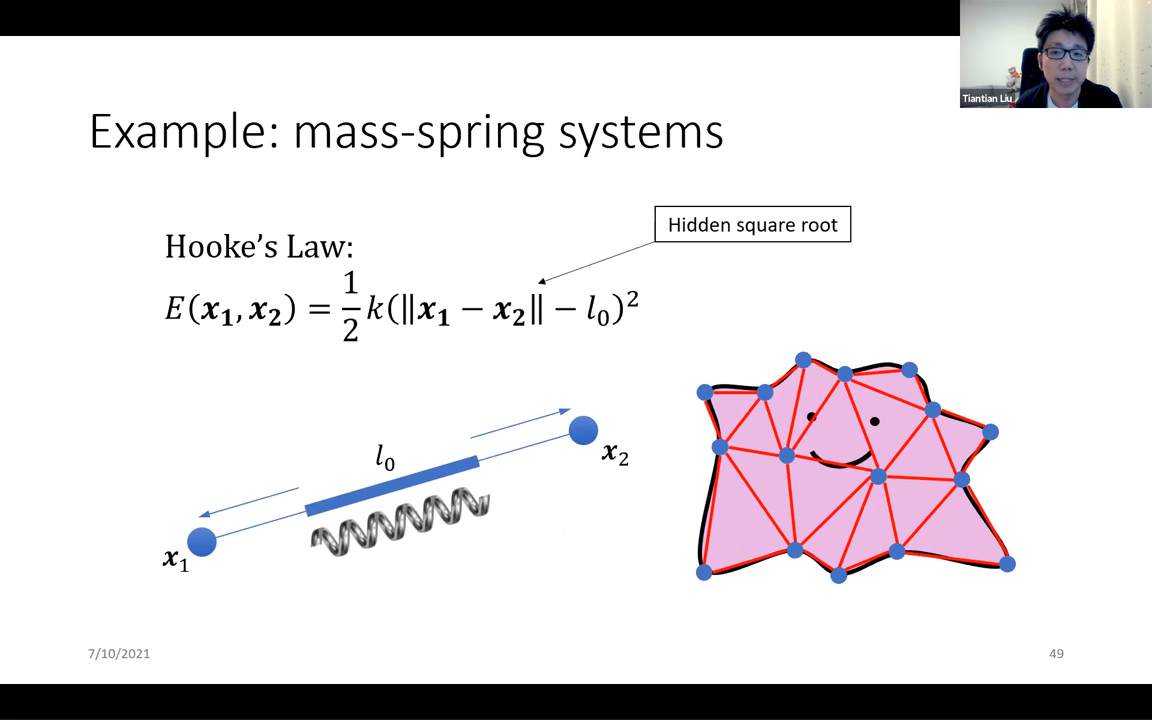 Tiantian Liu
Example: mass-spring systems
Hidden square root
Hooke's Law:
E(x₁, x₂) = 1/2 k(‖x₁ − x₂‖ − l₀)²
l₀
x₂
x₁
7/10/2021
49